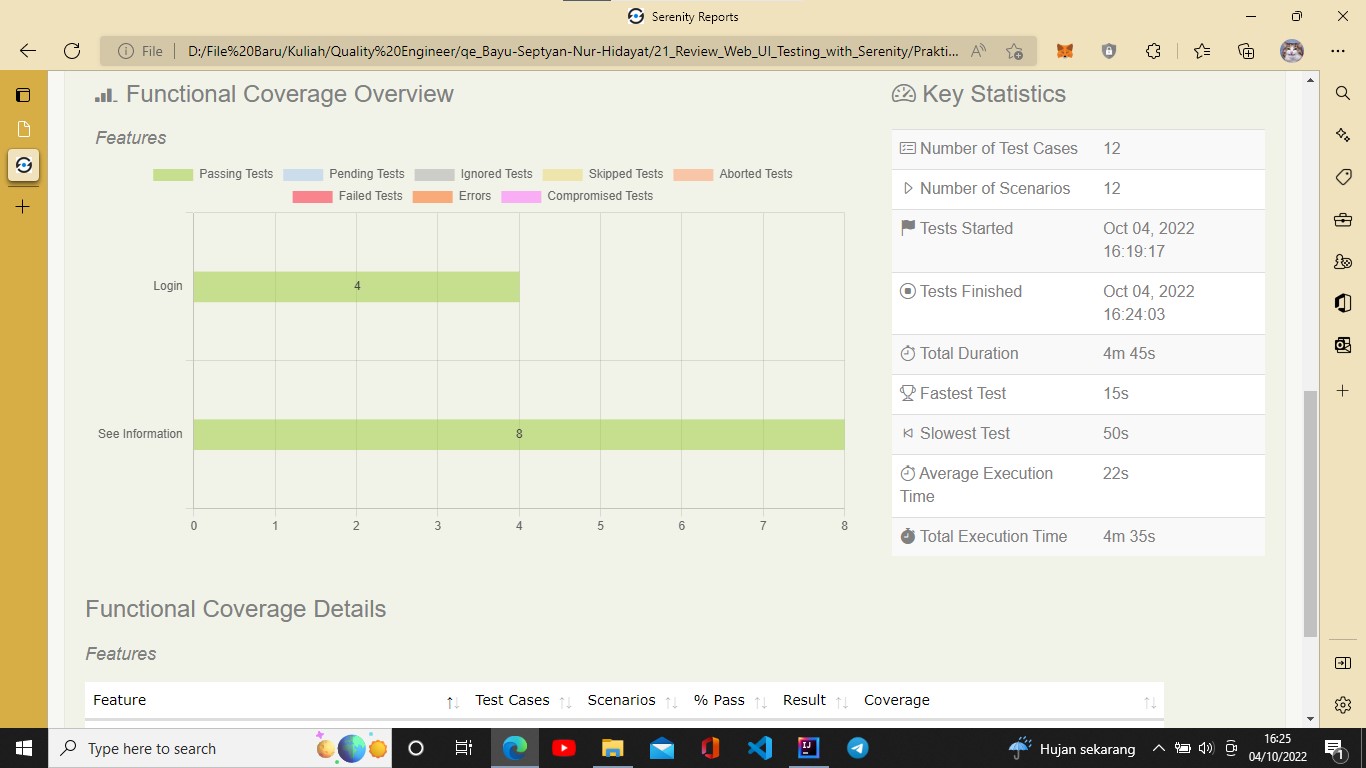 Serenity Reports
File
D:/File%20Baru/Kuliah/Quality%20Engineer/qe_Bayu-Septyan-Nur-Hidayat/21_Review_Web_UI_Testing_with_Serenity/Prakti...
Functional Coverage Overview
Features
Passing Tests Pending Tests Ignored Tests Skipped Tests Aborted Tests
Failed Tests Errors Compromised Tests
Login
4
See Information
8
0 1 2 3 4 5 6 7 8
Key Statistics
Number of Test Cases 12
Number of Scenarios 12
Tests Started Oct 04, 2022
16:19:17
Tests Finished Oct 04, 2022
16:24:03
Total Duration 4m 45s
Fastest Test 15s
Slowest Test 50s
Average Execution 22s
Time
Total Execution Time 4m 35s
Functional Coverage Details
Features
Feature Test Cases Scenarios % Pass Result Coverage
Type here to search
Hujan sekarang
16:25
04/10/2022
1